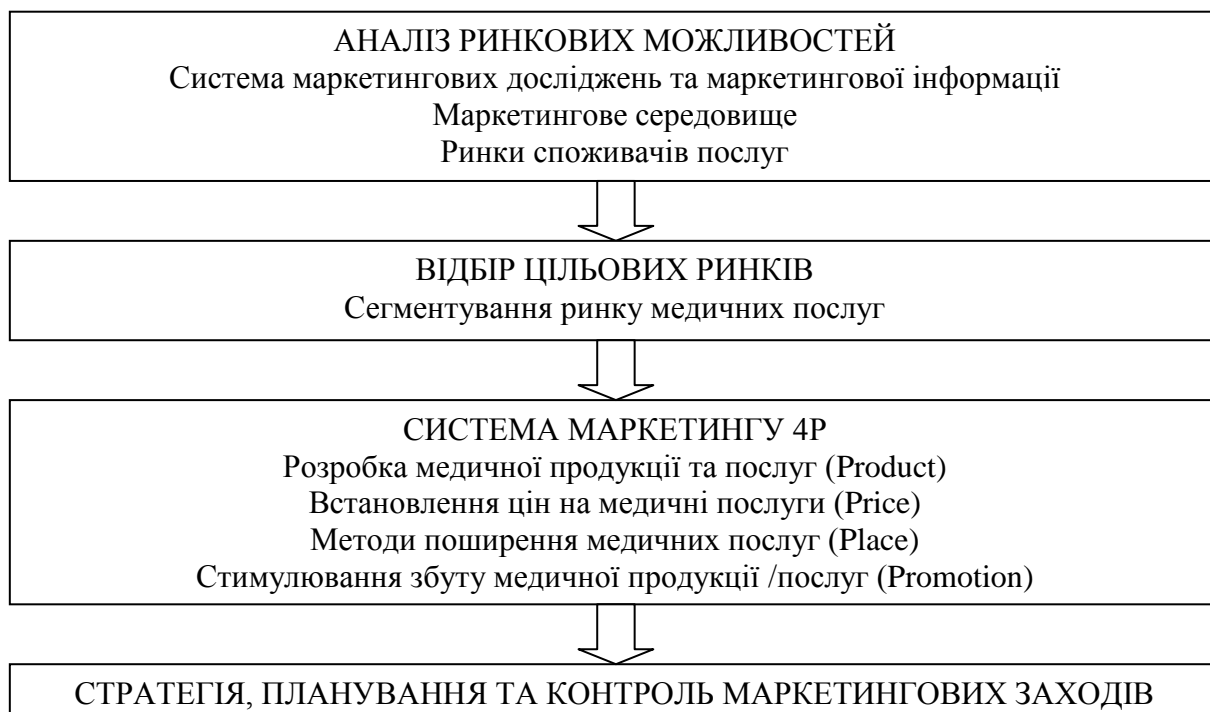 АНАЛІЗ РИНКОВИХ МОЖЛИВОСТЕЙ
Система маркетингових досліджень та маркетингової інформації
Маркетингове середовище
Ринки споживачів послуг
ВІДБІР ЦІЛЬОВИХ РИНКІВ
Сегментування ринку медичних послуг
СИСТЕМА МАРКЕТИНГУ 4Р
Розробка медичної продукції та послуг (Product)
Встановлення цін на медичні послуги (Price)
Методи поширення медичних послуг (Place)
Стимулювання збуту медичної продукції /послуг (Promotion)
СТРАТЕГІЯ, ПЛАНУВАННЯ ТА КОНТРОЛЬ МАРКЕТИНГОВИХ ЗАХОДІВ